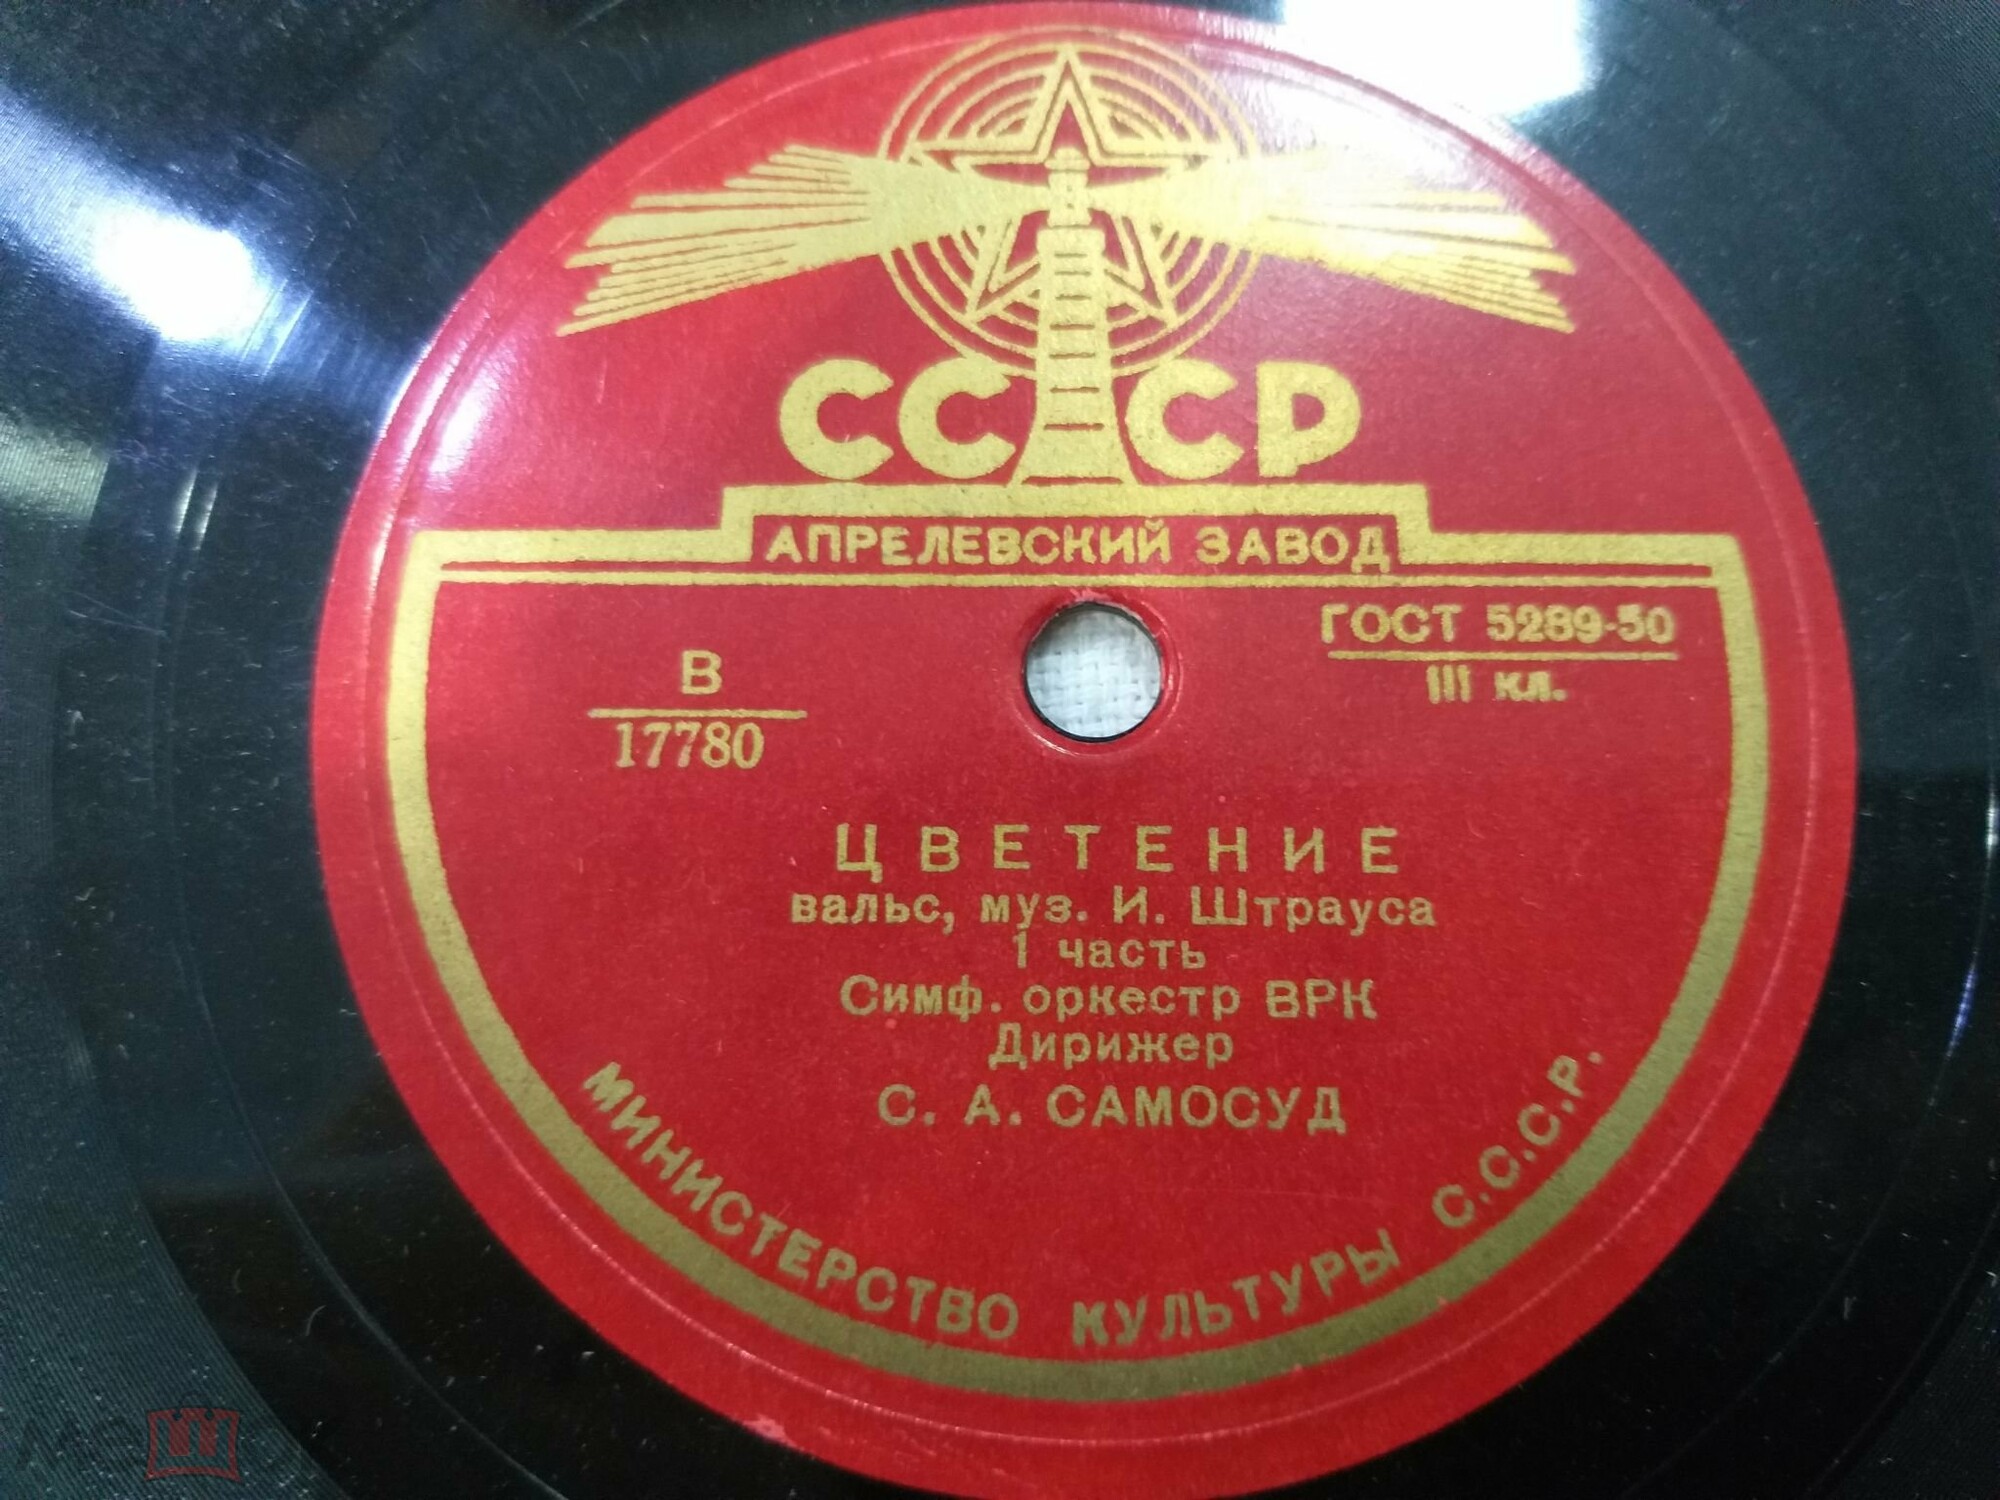 СССР
АПРЕЛЕВСКИЙ ЗАВОД
ГОСТ 5289-50
III кл.
В
17780
ЦВЕТЕНИЕ
вальс, муз. И. Штрауса
1 часть
Симф. оркестр ВРК
Дирижер
С. А. САМОСУД
МИНИСТЕРСТВО КУЛЬТУРЫ С.С.С.Р.